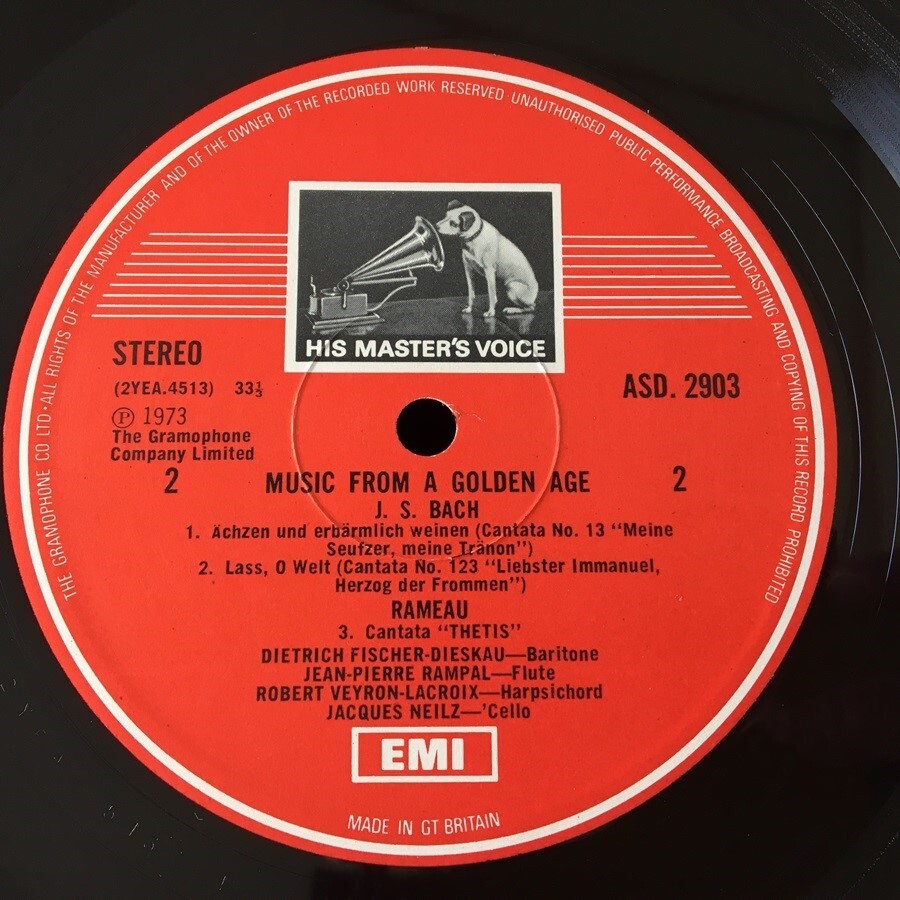 THE GRAMOPHONE CO LTD·ALL RIGHTS OF THE MANUFACTURER AND OF THE OWNER OF THE RECORDED WORK RESERVED UNAUTHORISED PUBLIC PERFORMANCE BROADCASTING AND COPYING OF THIS RECORD PROHIBITED
HIS MASTER'S VOICE
STEREO
(2YEA.4513) 33⅓
ASD. 2903
℗ 1973
The Gramophone
Company Limited
2 MUSIC FROM A GOLDEN AGE 2
J. S. BACH
1. Ächzen und erbärmlich weinen (Cantata No. 13 "Meine
Seufzer, meine Tränon")
2. Lass, O Welt (Cantata No. 123 "Liebster Immanuel,
Herzog der Frommen")
RAMEAU
3. Cantata "THETIS"
DIETRICH FISCHER-DIESKAU—Baritone
JEAN-PIERRE RAMPAL—Flute
ROBERT VEYRON-LACROIX—Harpsichord
JACQUES NEILZ—'Cello
EMI
MADE IN GT BRITAIN